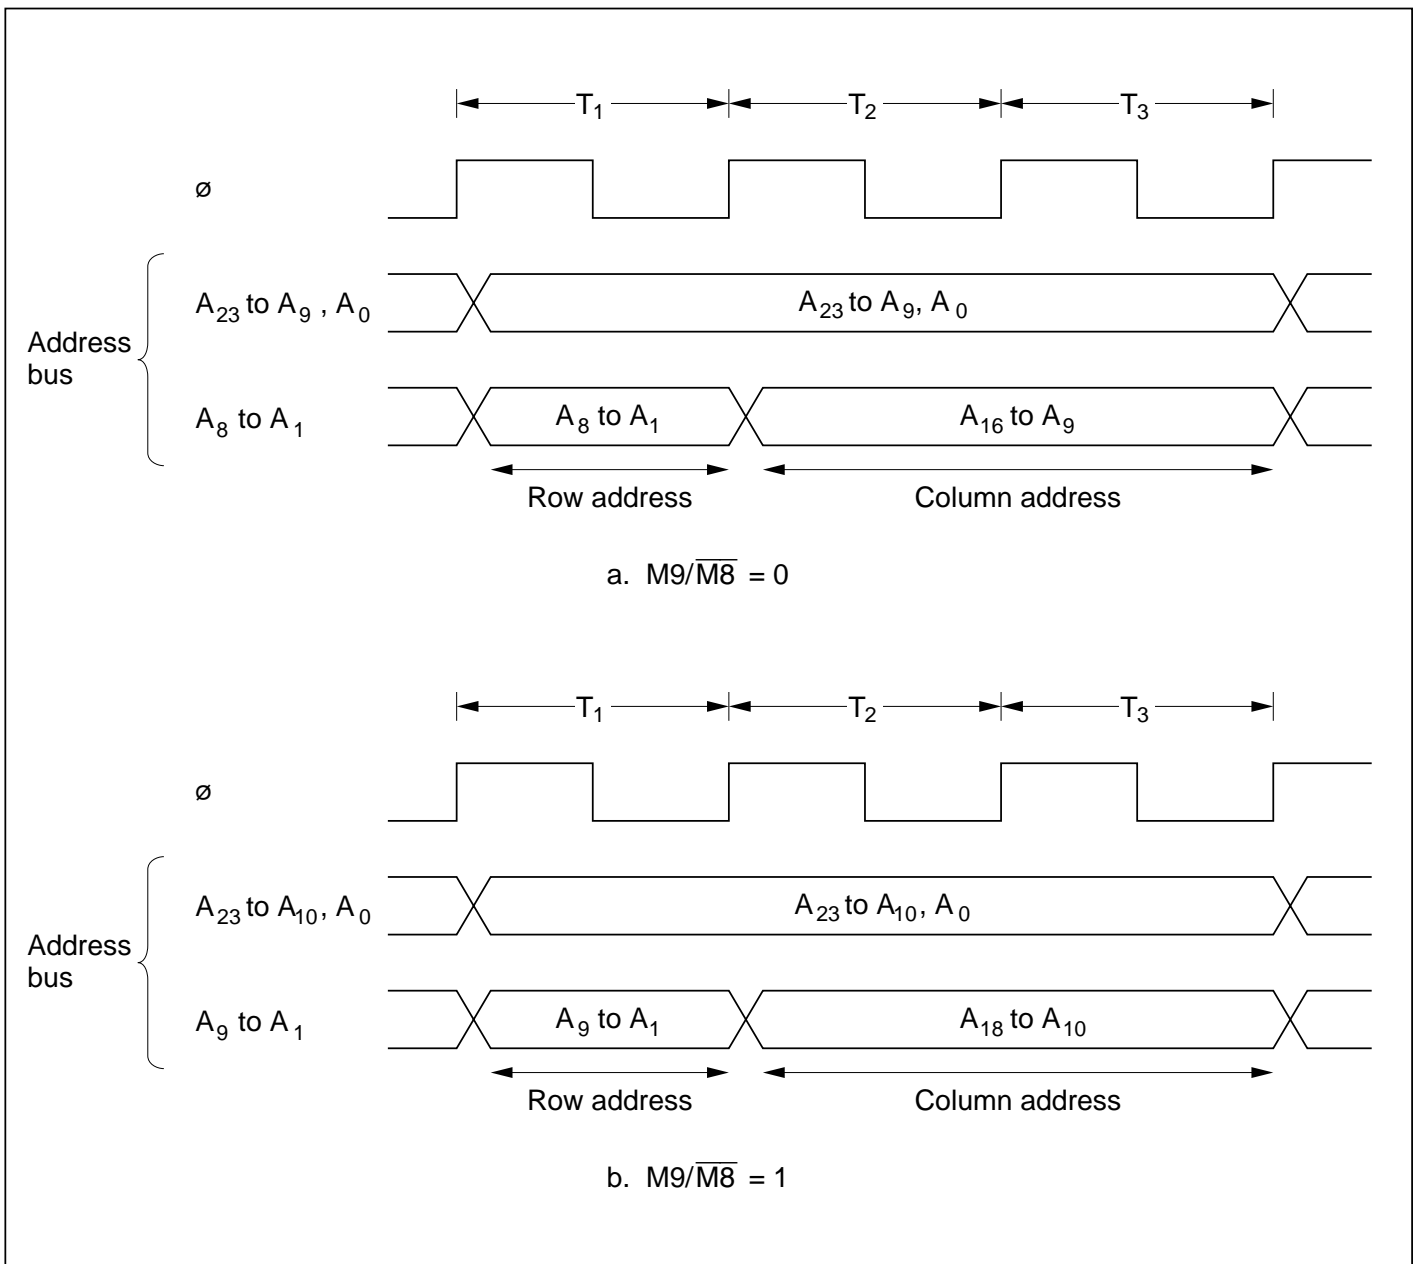 T1 T2 T3
ø
A23 to A9 , A0 A23 to A9, A0
Address
bus
A8 to A1 A8 to A1 A16 to A9
Row address Column address
a. M9/M̅8̅ = 0
T1 T2 T3
ø
A23 to A10, A0 A23 to A10, A0
Address
bus
A9 to A1 A9 to A1 A18 to A10
Row address Column address
b. M9/M̅8̅ = 1